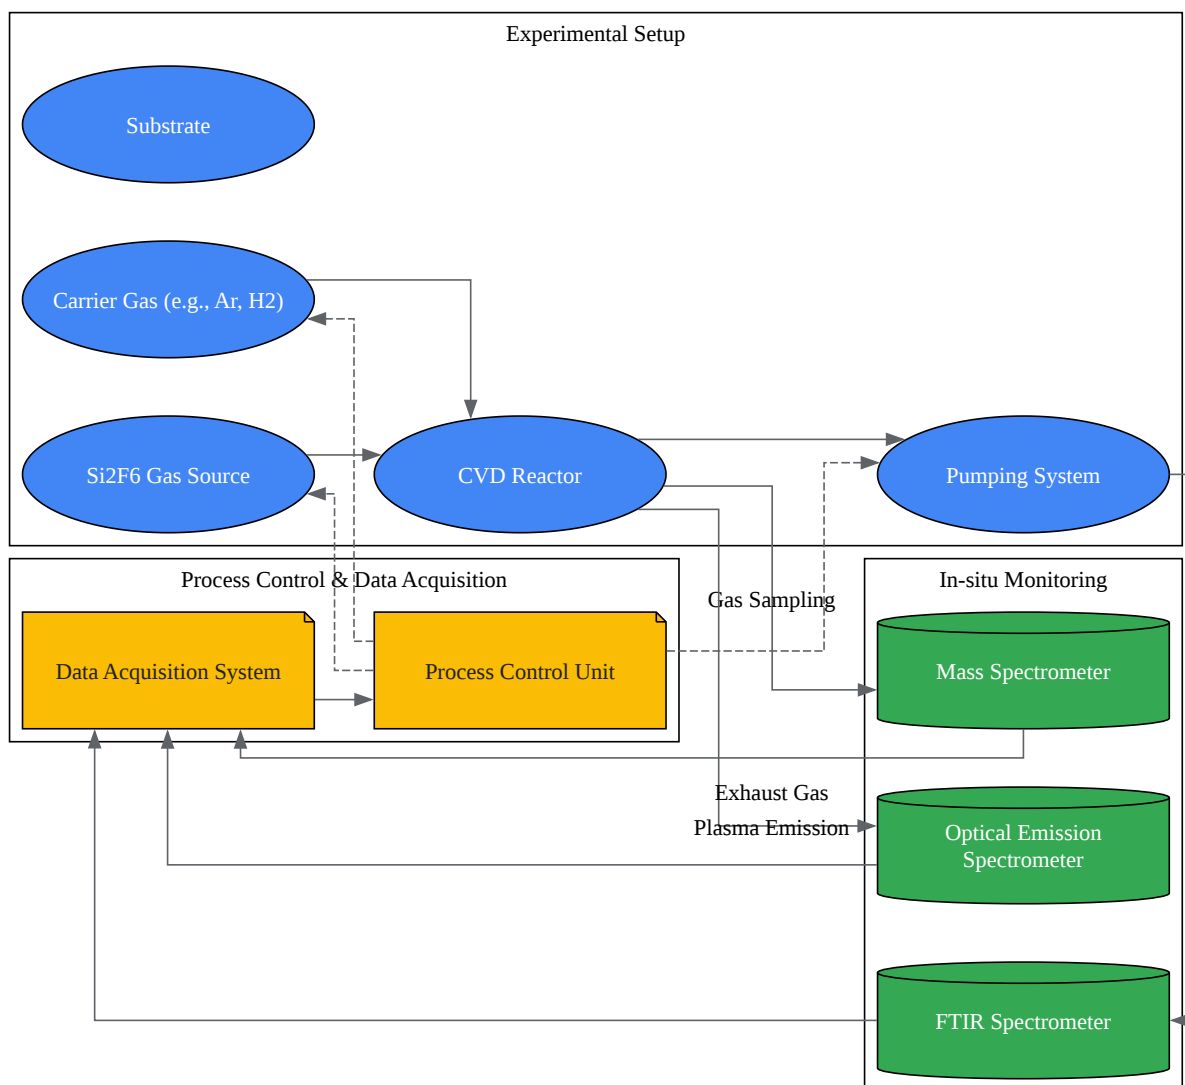 Experimental Setup
Substrate
Carrier Gas (e.g., Ar, H2)
Si2F6 Gas Source
CVD Reactor
Pumping System
Process Control & Data Acquisition
In-situ Monitoring
Gas Sampling
Data Acquisition System
Process Control Unit
Mass Spectrometer
Exhaust Gas
Plasma Emission
Optical Emission
Spectrometer
FTIR Spectrometer